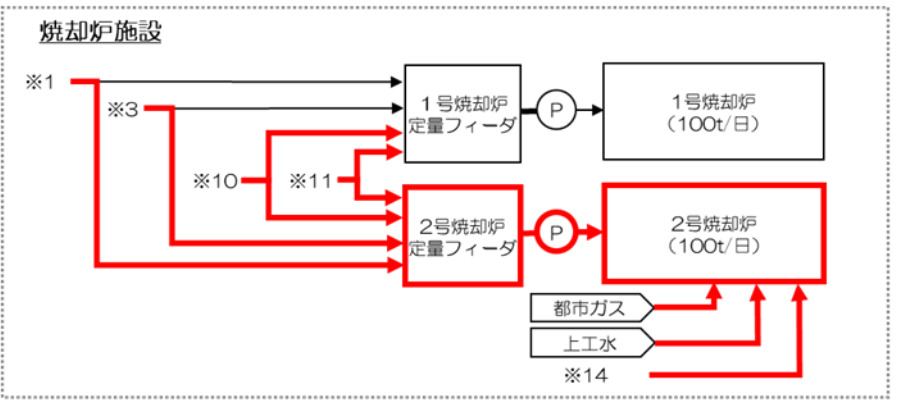 焼却炉施設
※1
※3
※10
※11
1号焼却炉
定量フィーダ
P
1号焼却炉
(100t/日)
2号焼却炉
定量フィーダ
P
2号焼却炉
(100t/日)
都市ガス
上工水
※14